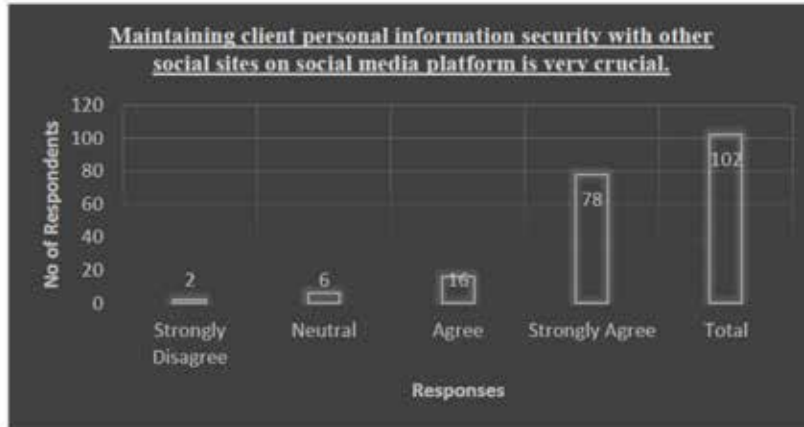 Maintaining client personal information security with other
social sites on social media platform is very crucial.
120
100
80
60
40
20
0
No of Respondents
2
6
16
78
102
Strongly
Disagree
Neutral
Agree
Strongly Agree
Total
Responses